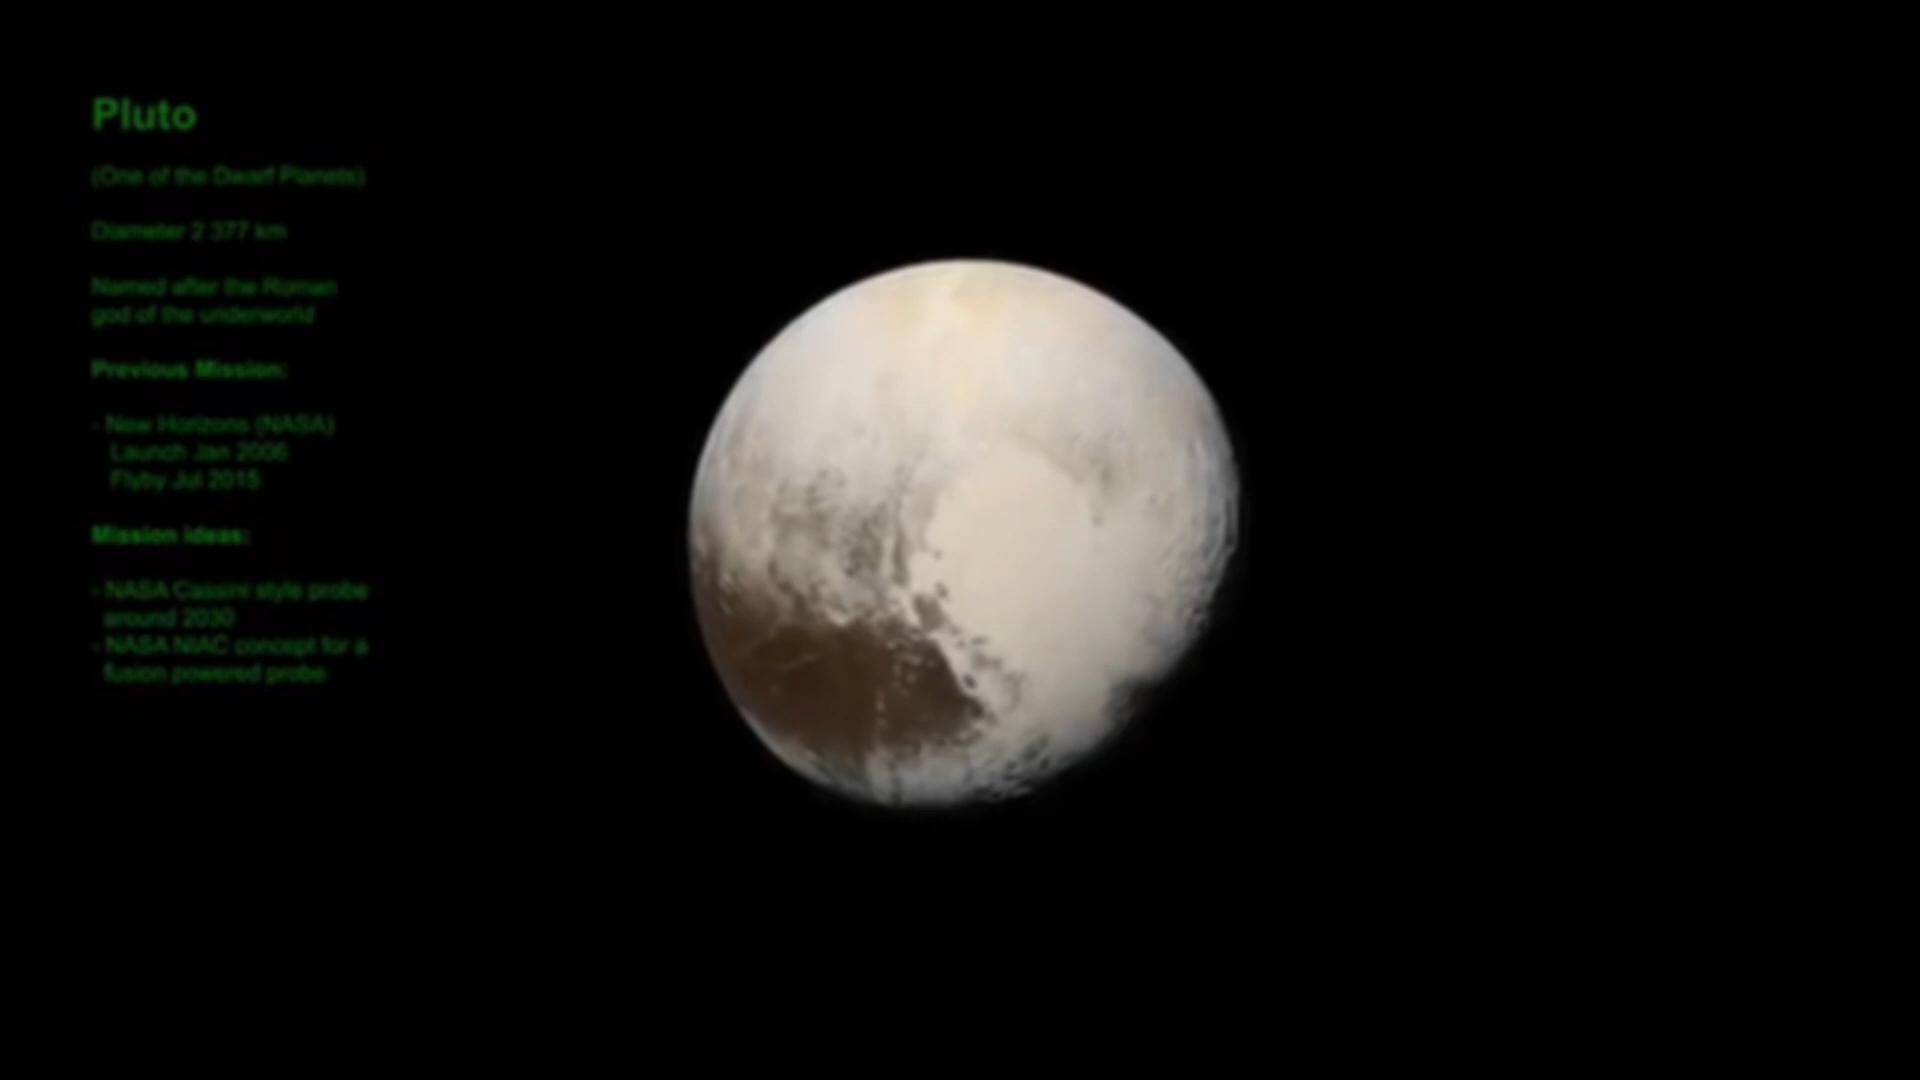 Pluto
(One of the Dwarf Planets)
Diameter 2 377 km
Named after the Roman
god of the underworld
Previous Mission:
- New Horizons (NASA)
Launch Jan 2006
Flyby Jul 2015
Mission ideas:
- NASA Cassini style probe
around 2030
- NASA NIAC concept for a
fusion powered probe